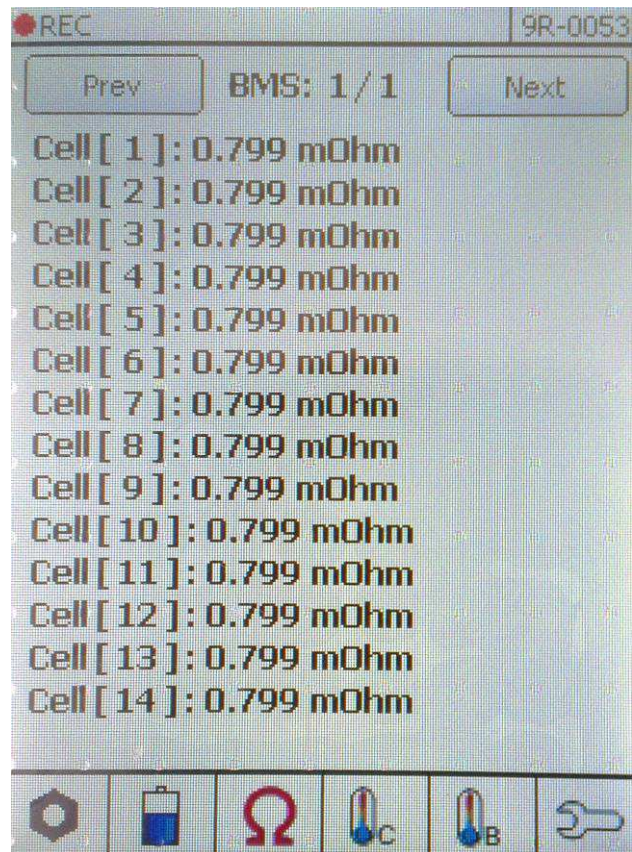 REC 9R-0053
Prev BMS: 1/1 Next
Cell [ 1 ]: 0.799 mOhm
Cell [ 2 ]: 0.799 mOhm
Cell [ 3 ]: 0.799 mOhm
Cell [ 4 ]: 0.799 mOhm
Cell [ 5 ]: 0.799 mOhm
Cell [ 6 ]: 0.799 mOhm
Cell [ 7 ]: 0.799 mOhm
Cell [ 8 ]: 0.799 mOhm
Cell [ 9 ]: 0.799 mOhm
Cell [ 10 ]: 0.799 mOhm
Cell [ 11 ]: 0.799 mOhm
Cell [ 12 ]: 0.799 mOhm
Cell [ 13 ]: 0.799 mOhm
Cell [ 14 ]: 0.799 mOhm
Ω C B